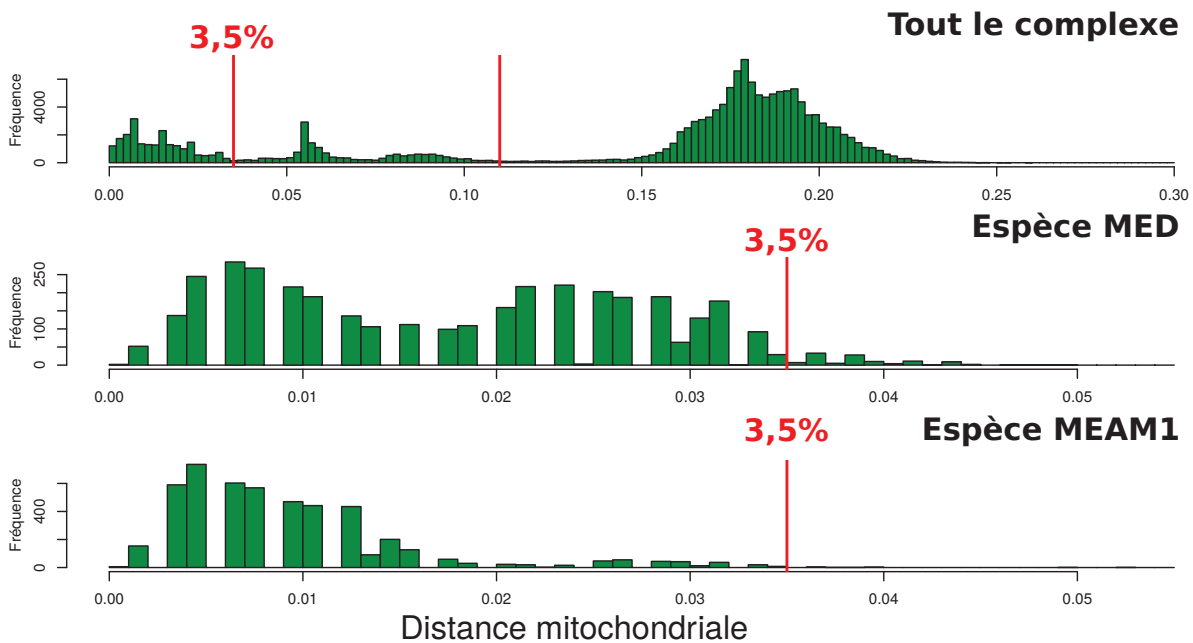 Tout le complexe
3,5%
Fréquence
4000
0
0.00 0.05 0.10 0.15 0.20 0.25 0.30
Espèce MED
3,5%
Fréquence
250
100
0
0.00 0.01 0.02 0.03 0.04 0.05
Espèce MEAM1
3,5%
Fréquence
400
0
0.00 0.01 0.02 0.03 0.04 0.05
Distance mitochondriale